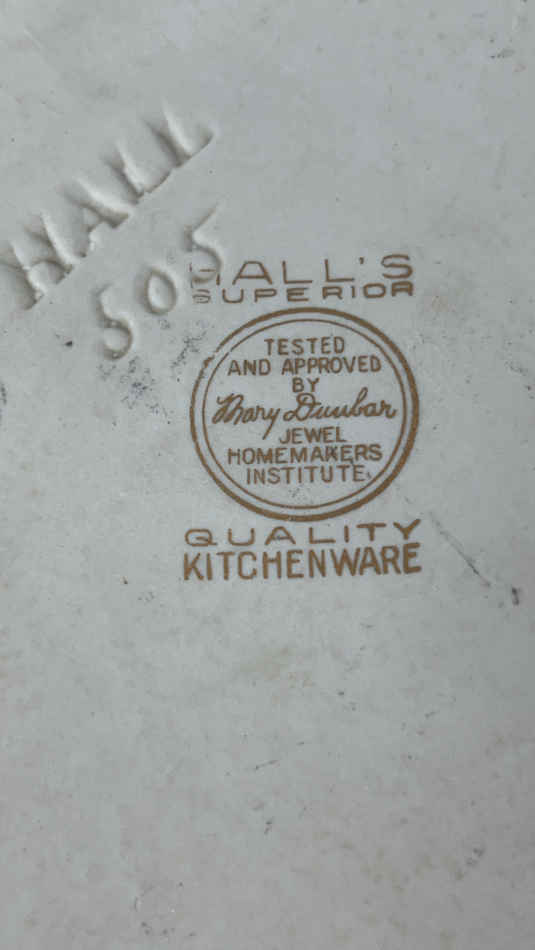 HALL
505
HALL'S
SUPERIOR
TESTED
AND APPROVED
BY
Mary Dunbar
JEWEL
HOMEMAKERS
INSTITUTE
QUALITY
KITCHENWARE